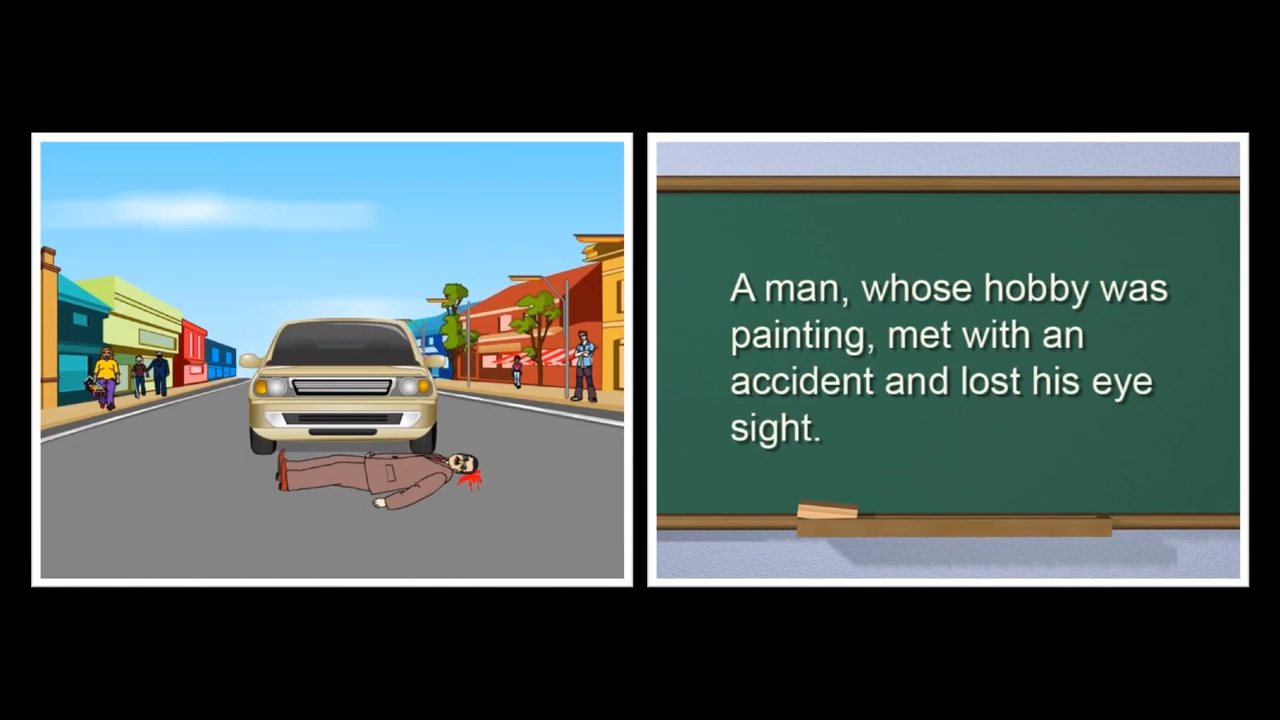 A man, whose hobby was
painting, met with an
accident and lost his eye
sight.